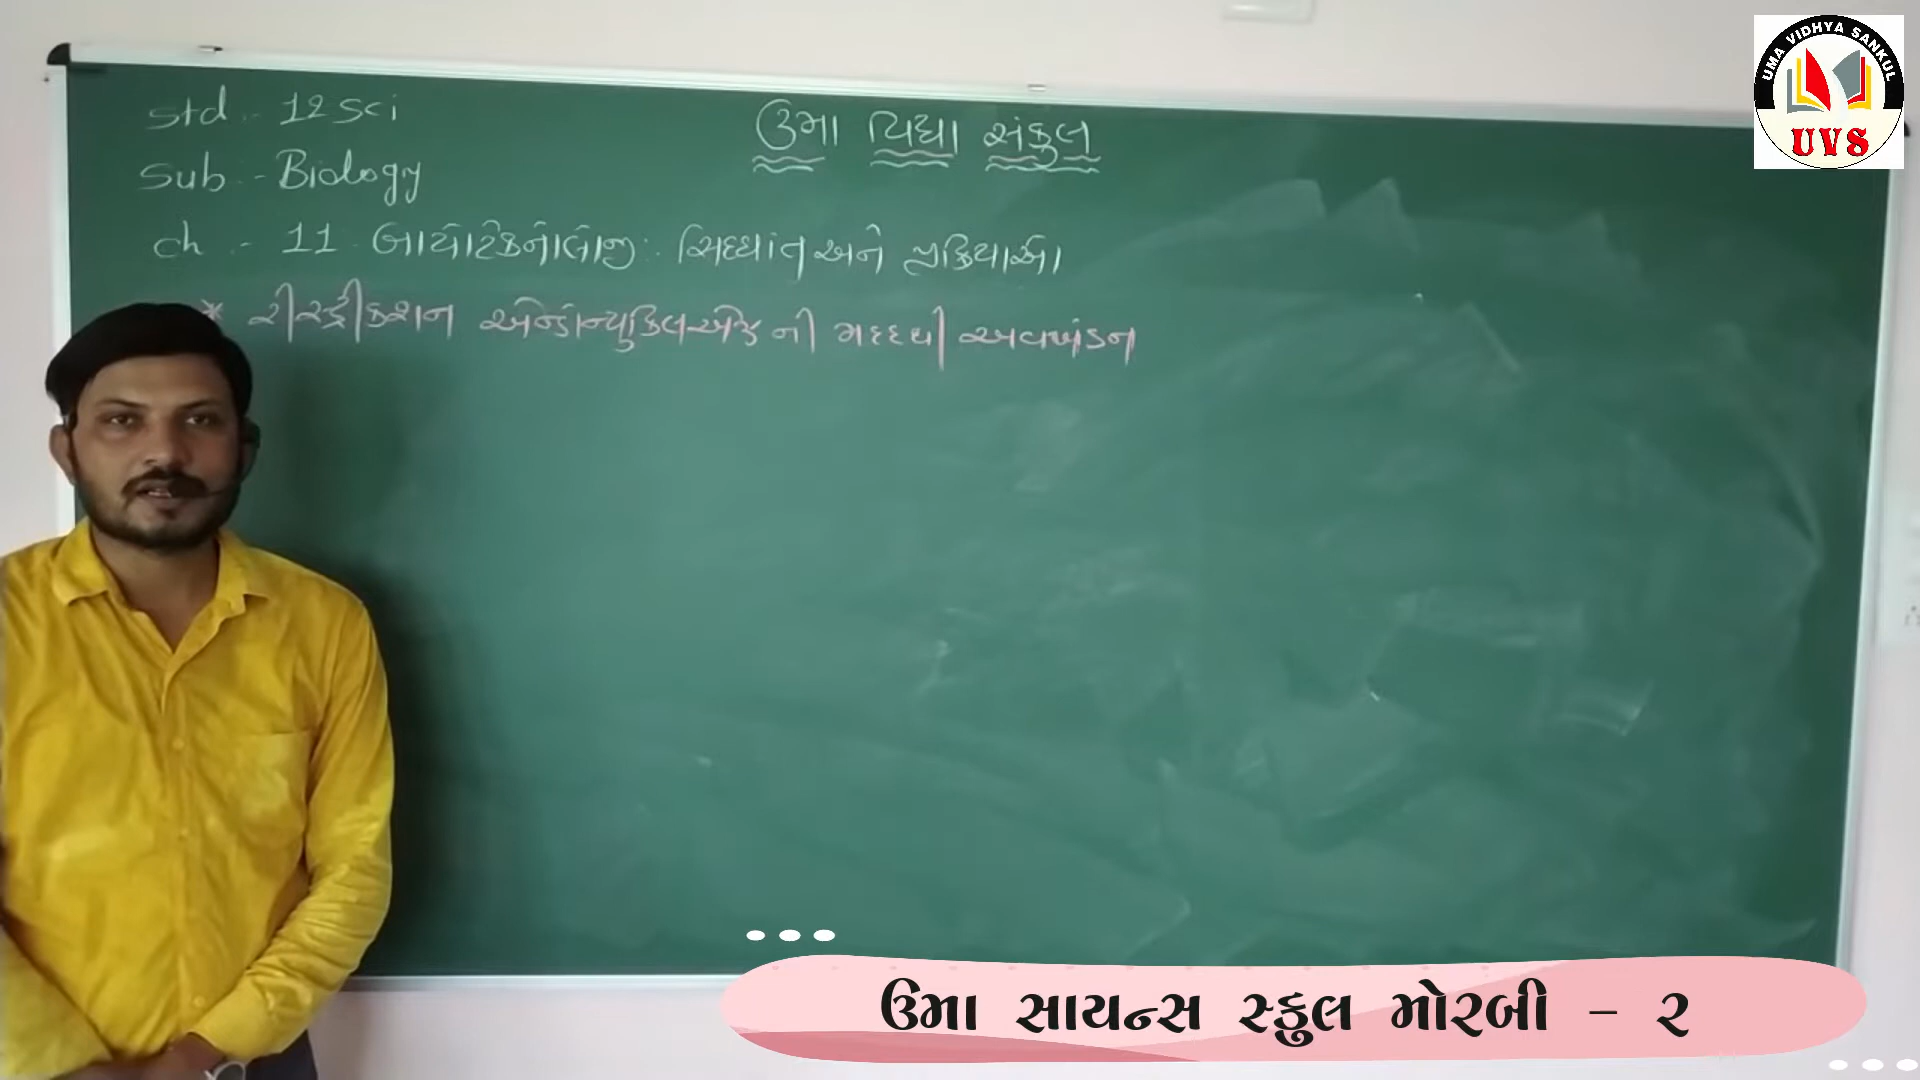 std :- 12 sci
ઉમા વિદ્યા સંકુલ
Sub :- Biology
ch :- 11 બાયોટેકનોલોજી : સિદ્ધાંત અને પ્રક્રિયાઓ
* રીસ્ટ્રીકશન એન્ડોન્યુક્લિએઝ ની મદદથી અવખંડન
UMA VIDHYA SANKUL
UVS
ઉમા સાયન્સ સ્કુલ મોરબી - ૨